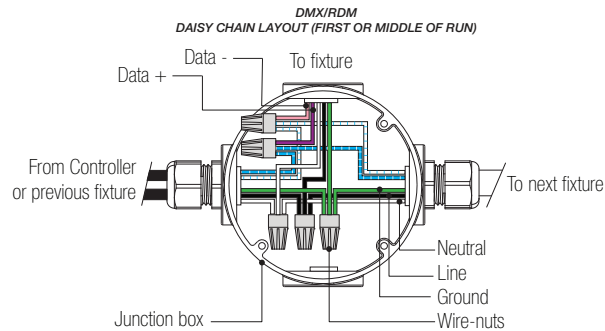 DMX/RDM
DAISY CHAIN LAYOUT (FIRST OR MIDDLE OF RUN)
Data -
To fixture
Data +
From Controller
or previous fixture
To next fixture
Neutral
Line
Ground
Junction box
Wire-nuts